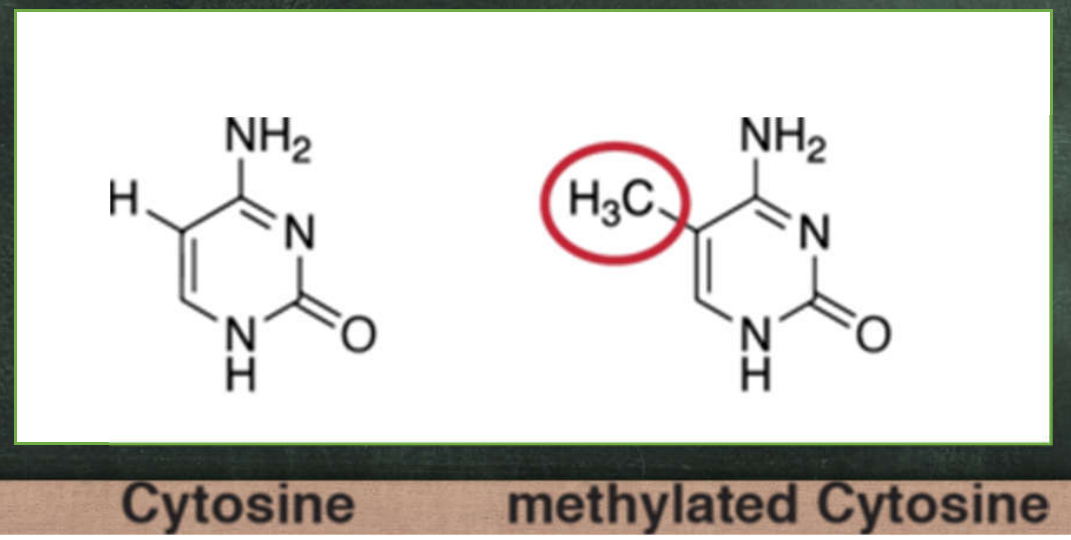 NH₂ NH₂
H H₃C
N N
N O N O
H H
Cytosine methylated Cytosine